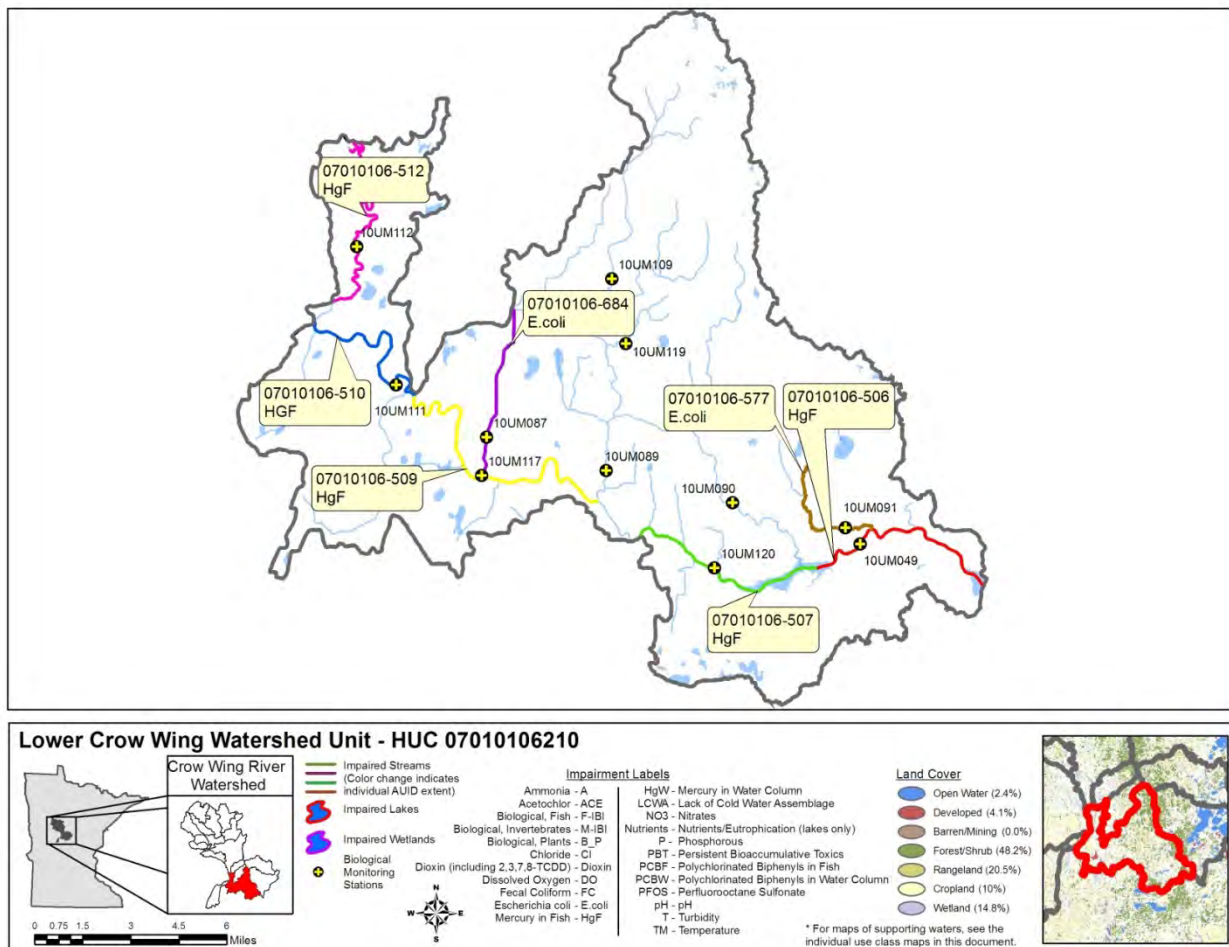 07010106-512
HgF
10UM112
10UM109
07010106-684
E.coli
10UM119
07010106-510
HGF
10UM111
07010106-577
E.coli
07010106-506
HgF
10UM087
10UM117
07010106-509
HgF
10UM089
10UM090
10UM091
10UM049
10UM120
07010106-507
HgF
Lower Crow Wing Watershed Unit - HUC 07010106210
Crow Wing River
Watershed
0 0.75 1.5 3 4.5 6
Miles
Impaired Streams
(Color change indicates
individual AUID extent)
Impaired Lakes
Impaired Wetlands
Biological
Monitoring
Stations
N
W E
S
Impairment Labels
Ammonia - A
Acetochlor - ACE
Biological, Fish - F-IBI
Biological, Invertebrates - M-IBI
Biological, Plants - B_P
Chloride - Cl
Dioxin (including 2,3,7,8-TCDD) - Dioxin
Dissolved Oxygen - DO
Fecal Coliform - FC
Escherichia coli - E.coli
Mercury in Fish - HgF
HgW - Mercury in Water Column
LCWA - Lack of Cold Water Assemblage
NO3 - Nitrates
Nutrients - Nutrients/Eutrophication (lakes only)
P - Phosphorous
PBT - Persistent Bioaccumulative Toxics
PCBF - Polychlorinated Biphenyls in Fish
PCBW - Polychlorinated Biphenyls in Water Column
PFOS - Perfluorooctane Sulfonate
pH - pH
T - Turbidity
TM - Temperature
Land Cover
Open Water (2.4%)
Developed (4.1%)
Barren/Mining (0.0%)
Forest/Shrub (48.2%)
Rangeland (20.5%)
Cropland (10%)
Wetland (14.8%)
* For maps of supporting waters, see the
individual use class maps in this document.